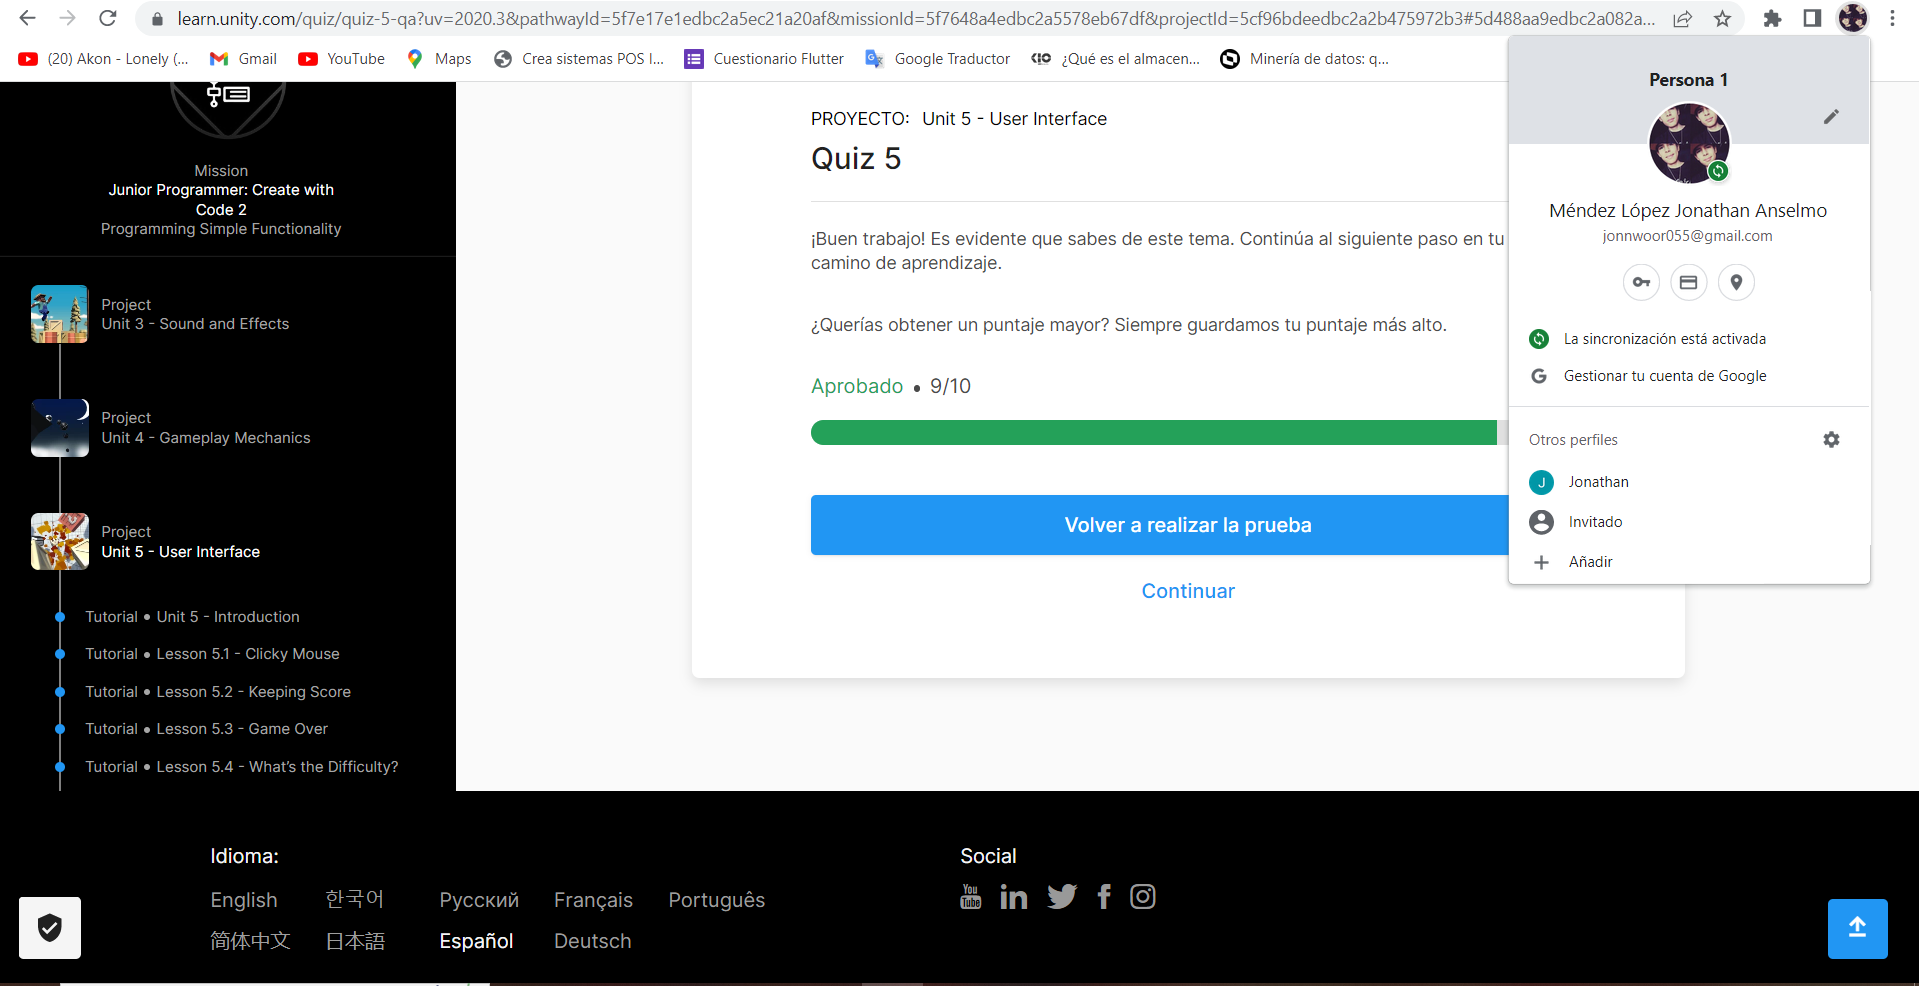 learn.unity.com/quiz/quiz-5-qa?uv=2020.3&pathwayId=5f7e17e1edbc2a5ec21a20af&missionId=5f7648a4edbc2a5578eb67df&projectId=5cf96bdeedbc2a2b475972b3#5d488aa9edbc2a082a...
(20) Akon - Lonely (...
Gmail
YouTube
Maps
Crea sistemas POS I...
Cuestionario Flutter
Google Traductor
¿Qué es el almacen...
Minería de datos: q...
Mission
Junior Programmer: Create with
Code 2
Programming Simple Functionality
Project
Unit 3 - Sound and Effects
Project
Unit 4 - Gameplay Mechanics
Project
Unit 5 - User Interface
Tutorial • Unit 5 - Introduction
Tutorial • Lesson 5.1 - Clicky Mouse
Tutorial • Lesson 5.2 - Keeping Score
Tutorial • Lesson 5.3 - Game Over
Tutorial • Lesson 5.4 - What's the Difficulty?
PROYECTO: Unit 5 - User Interface
Quiz 5
¡Buen trabajo! Es evidente que sabes de este tema. Continúa al siguiente paso en tu
camino de aprendizaje.
¿Querías obtener un puntaje mayor? Siempre guardamos tu puntaje más alto.
Aprobado • 9/10
Volver a realizar la prueba
Continuar
Persona 1
Méndez López Jonathan Anselmo
jonnwoor055@gmail.com
La sincronización está activada
G Gestionar tu cuenta de Google
Otros perfiles
J Jonathan
Invitado
Añadir
Idioma:
English 한국어 Русский Français Português
简体中文 日本語 Español Deutsch
Social
You Tube in f